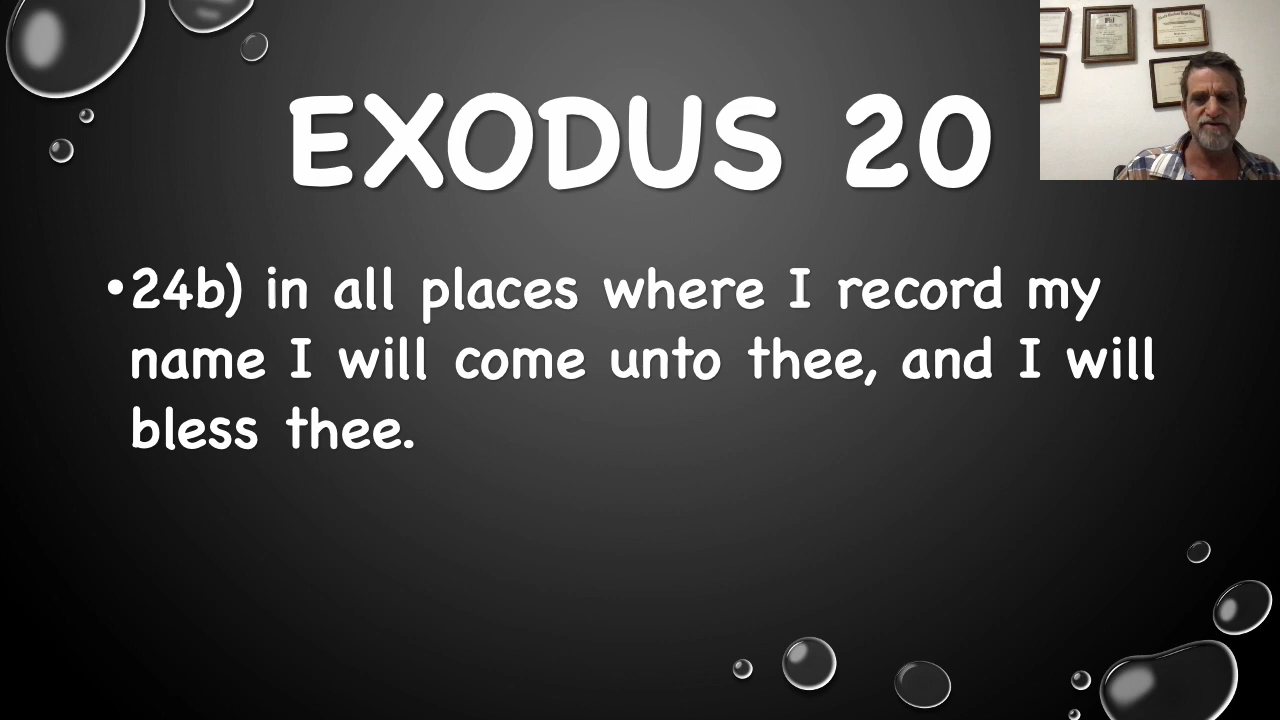 EXODUS 20
•24b) in all places where I record my
name I will come unto thee, and I will
bless thee.